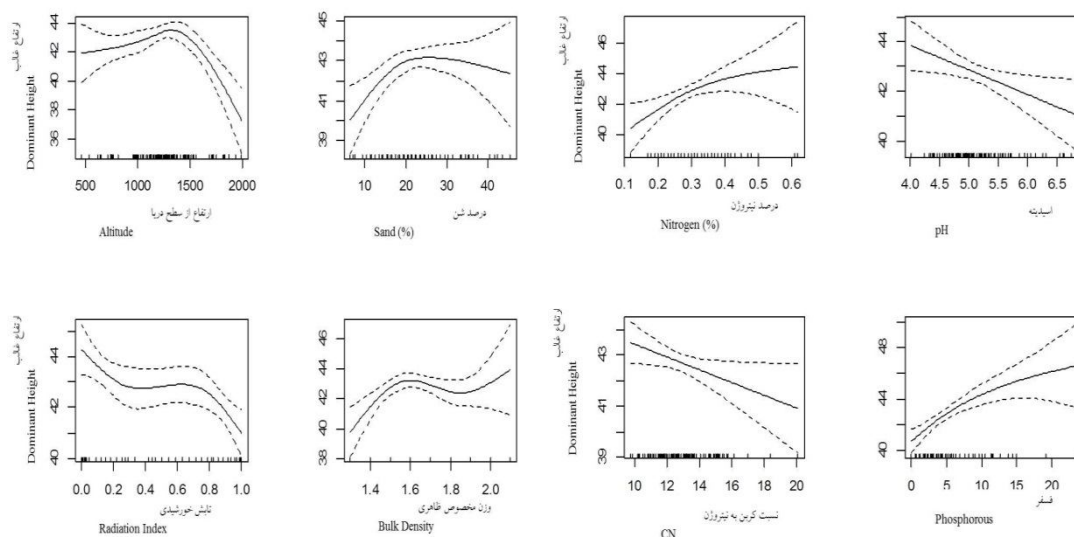 ارتفاع غالب
Dominant Height
36 38 40 42 44
500 1000 1500 2000
ارتفاع از سطح دریا
Altitude
39 41 43 45
10 20 30 40
درصد شن
Sand (%)
ارتفاع غالب
Dominant Height
40 42 44 46
0.1 0.2 0.3 0.4 0.5 0.6
درصد نیتروژن
Nitrogen (%)
40 42 44
4.0 4.5 5.0 5.5 6.0 6.5
اسیدیته
pH
ارتفاع غالب
Dominant Height
40 42 44
0.0 0.2 0.4 0.6 0.8 1.0
تابش خورشیدی
Radiation Index
38 40 42 44 46
1.4 1.6 1.8 2.0
وزن مخصوص ظاهری
Bulk Density
ارتفاع غالب
Dominant Height
39 41 43
10 12 14 16 18 20
نسبت کربن به نیتروژن
CN
40 44 48
0 5 10 15 20
فسفر
Phosphorous